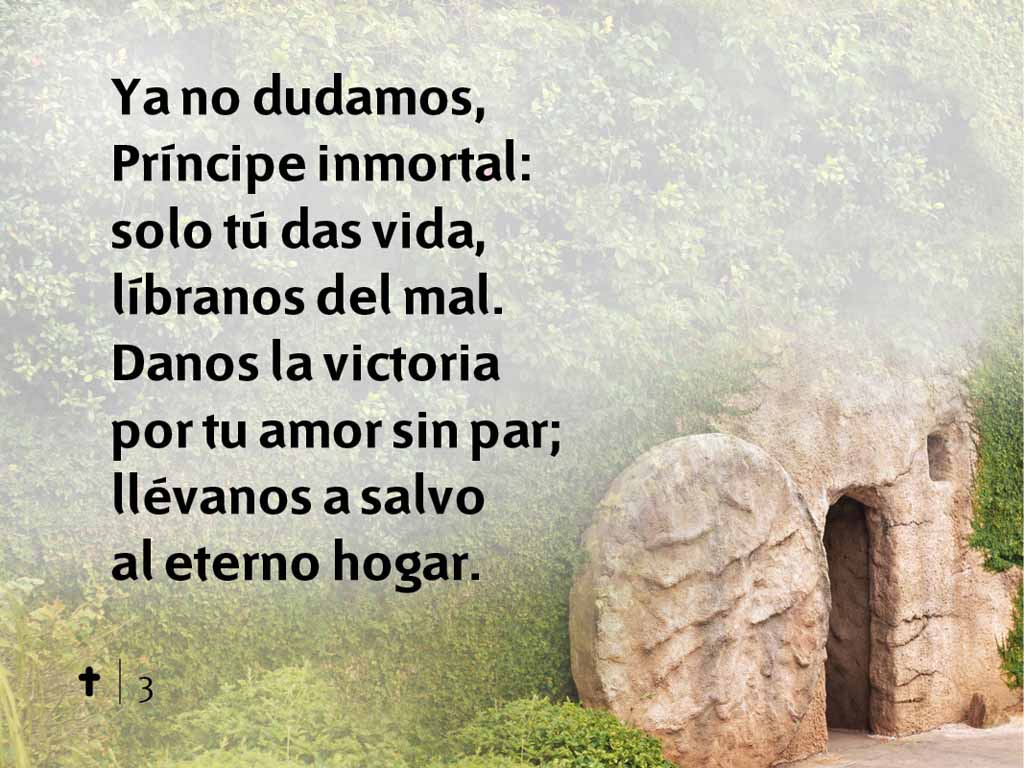 Ya no dudamos,
Príncipe inmortal:
solo tú das vida,
líbranos del mal.
Danos la victoria
por tu amor sin par;
llévanos a salvo
al eterno hogar.
3